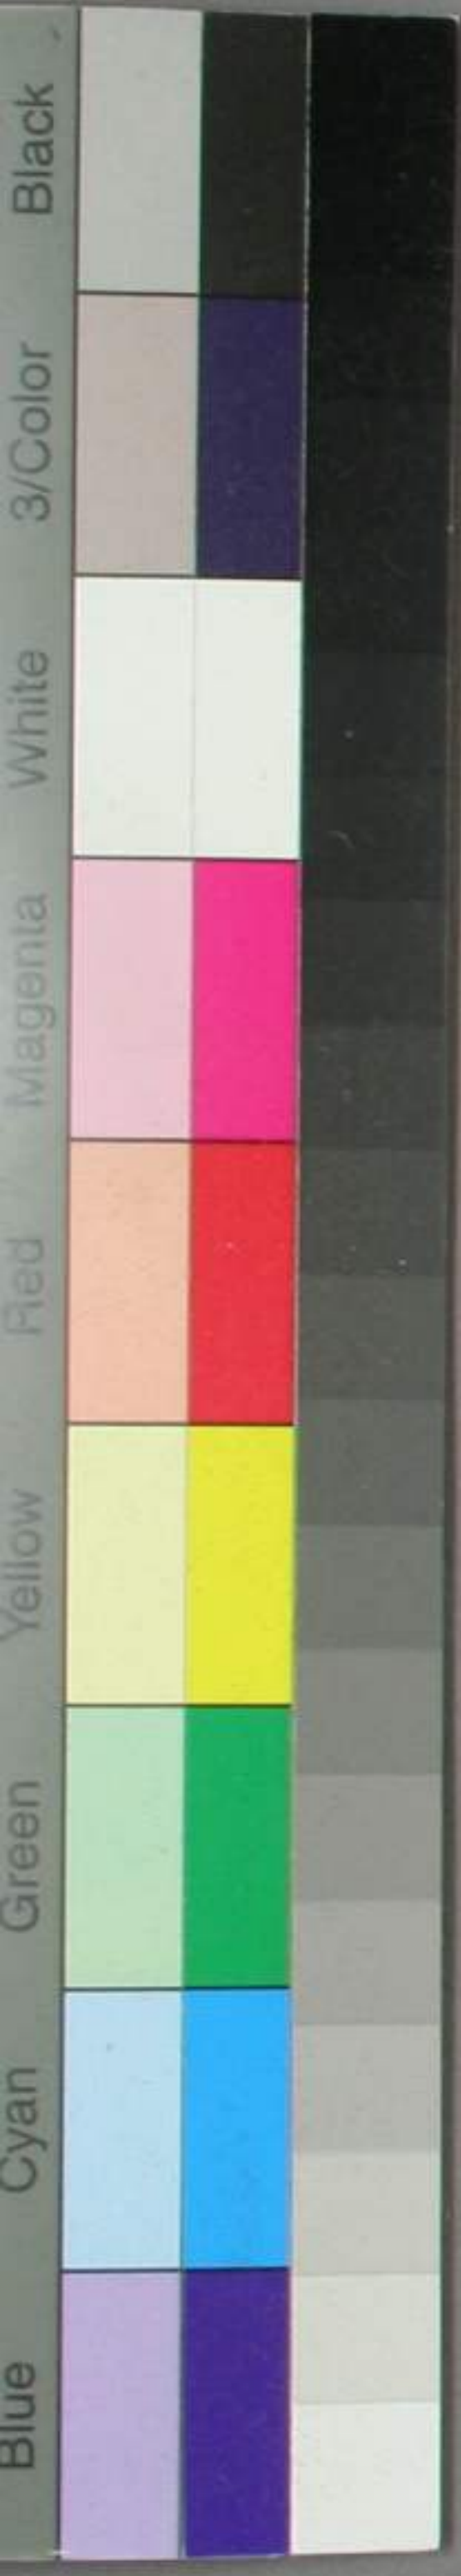 Blue
Cyan
Green
Yellow
Red
Magenta
White
3/Color
Black